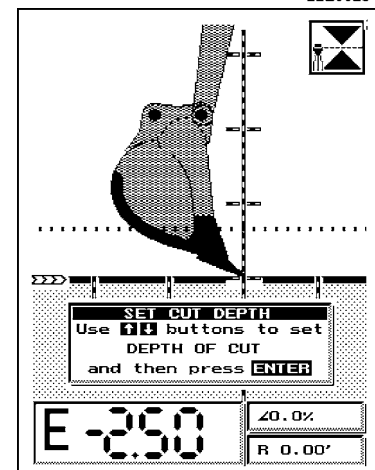 SET CUT DEPTH
Use ↑↓ buttons to set
DEPTH OF CUT
and then press ENTER
E -2.50
∠0.0%
R 0.00'